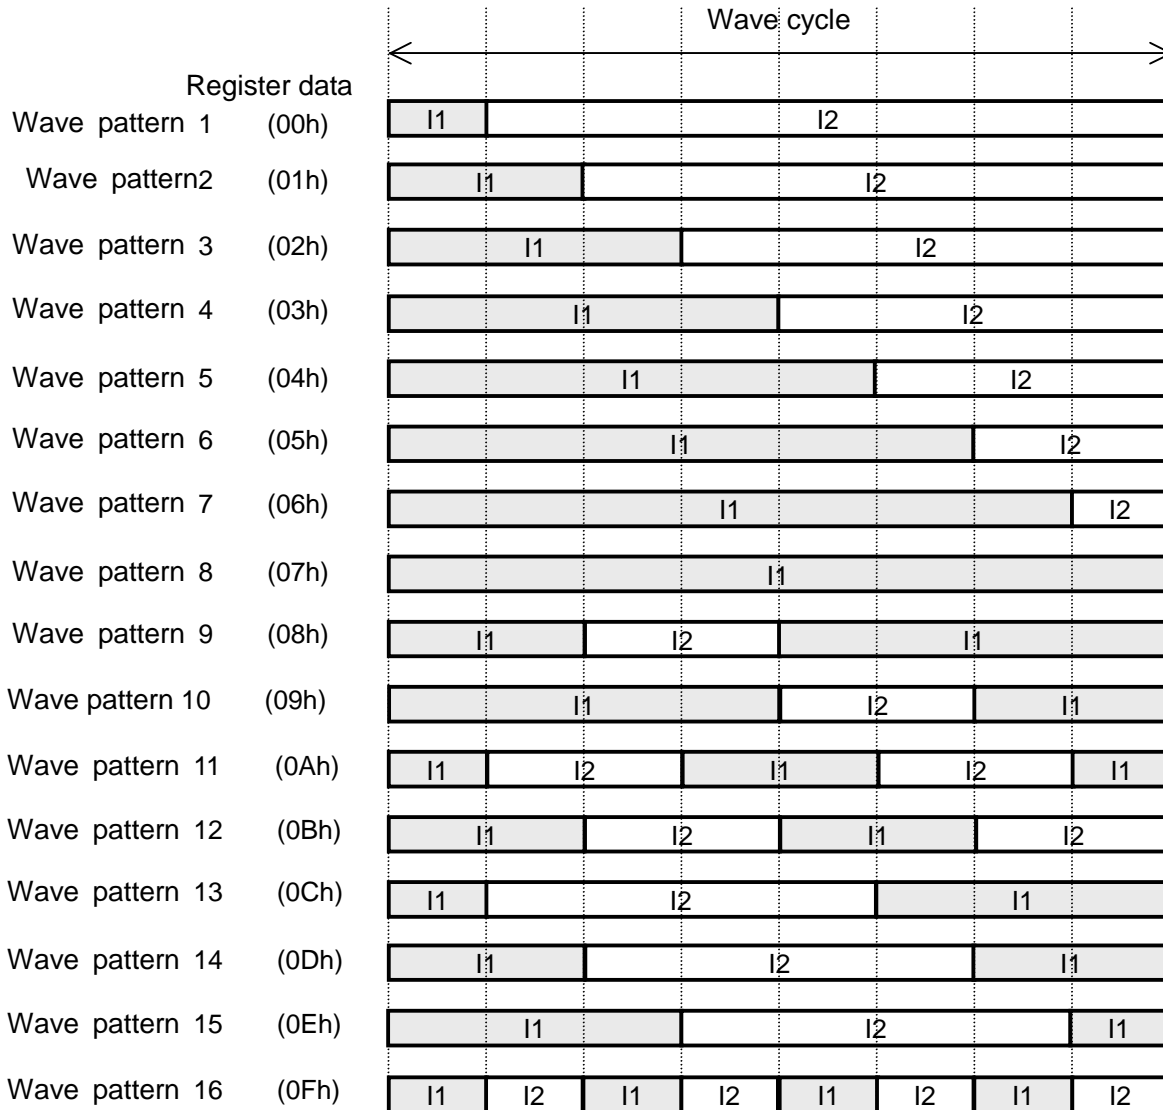 Wave cycle
Register data
Wave pattern 1 (00h) I1 I2
Wave pattern2 (01h) I1 I2
Wave pattern 3 (02h) I1 I2
Wave pattern 4 (03h) I1 I2
Wave pattern 5 (04h) I1 I2
Wave pattern 6 (05h) I1 I2
Wave pattern 7 (06h) I1 I2
Wave pattern 8 (07h) I1
Wave pattern 9 (08h) I1 I2 I1
Wave pattern 10 (09h) I1 I2 I1
Wave pattern 11 (0Ah) I1 I2 I1 I2 I1
Wave pattern 12 (0Bh) I1 I2 I1 I2
Wave pattern 13 (0Ch) I1 I2 I1
Wave pattern 14 (0Dh) I1 I2 I1
Wave pattern 15 (0Eh) I1 I2 I1
Wave pattern 16 (0Fh) I1 I2 I1 I2 I1 I2 I1 I2